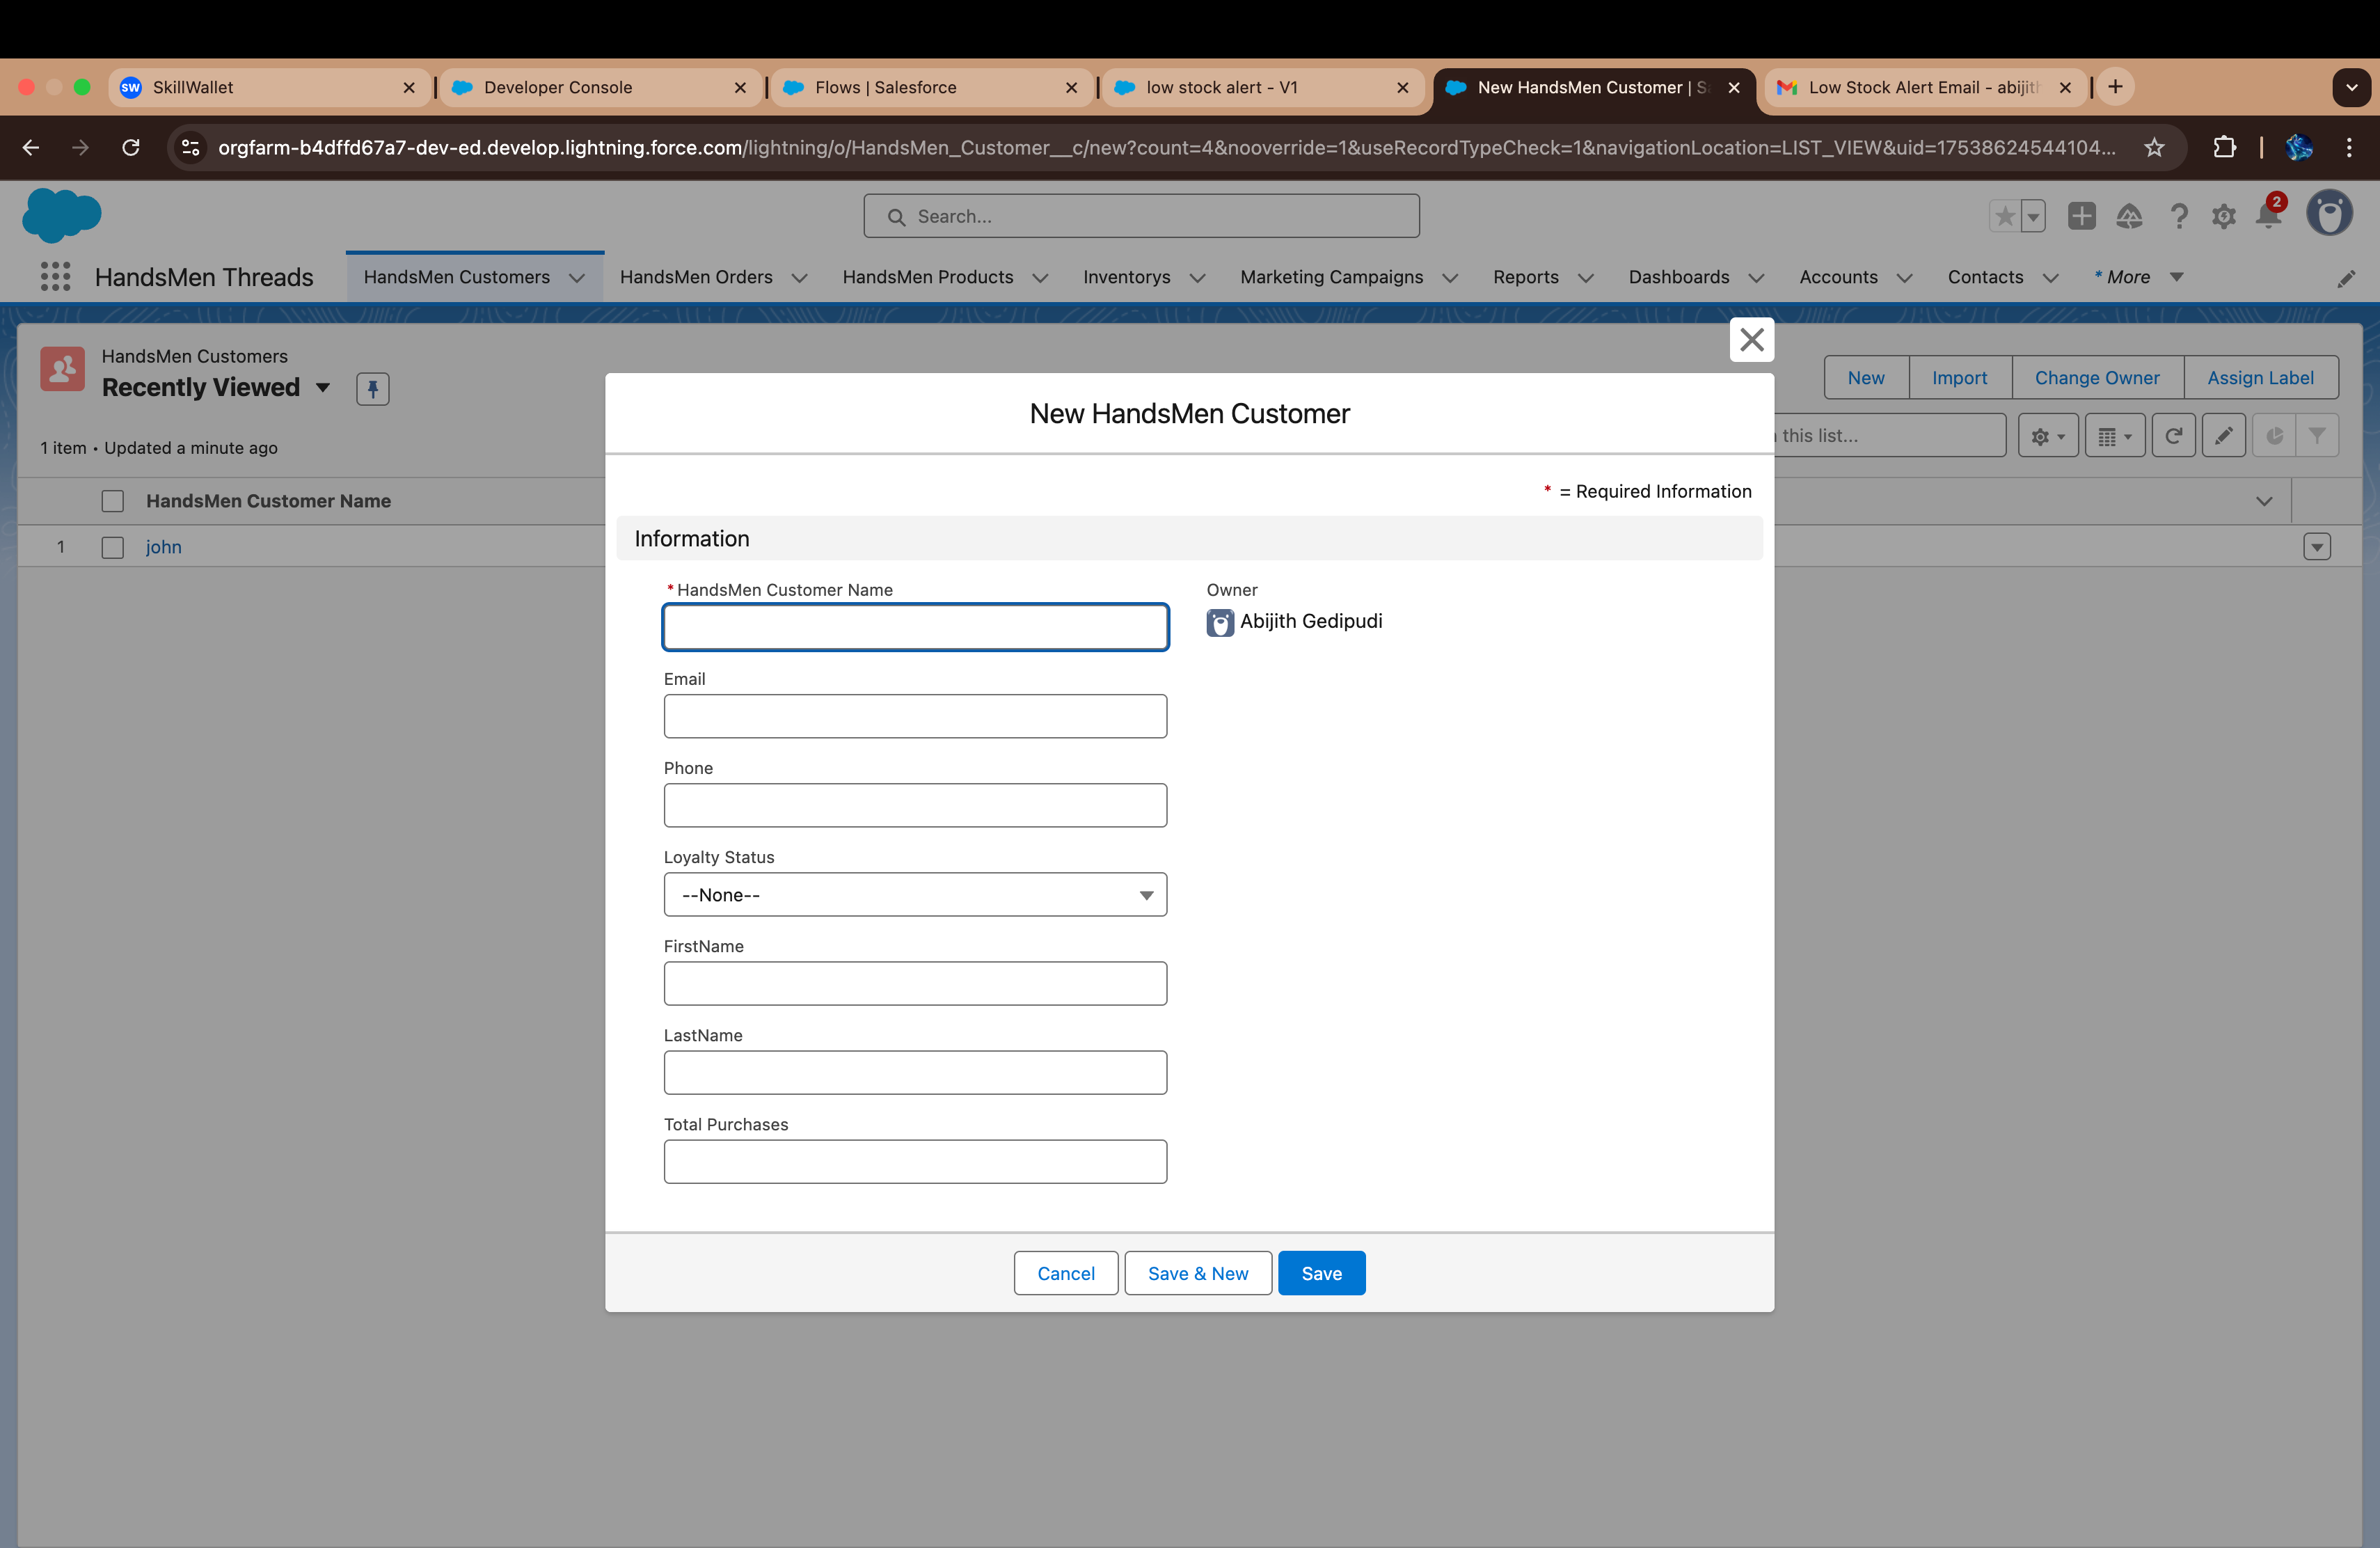 SW SkillWallet
Developer Console
Flows | Salesforce
low stock alert - V1
New HandsMen Customer | S
Low Stock Alert Email - abijit
orgfarm-b4dffd67a7-dev-ed.develop.lightning.force.com/lightning/o/HandsMen_Customer__c/new?count=4&nooverride=1&useRecordTypeCheck=1&navigationLocation=LIST_VIEW&uid=17538624544104...
Search...
2
HandsMen Threads
HandsMen Customers
HandsMen Orders
HandsMen Products
Inventorys
Marketing Campaigns
Reports
Dashboards
Accounts
Contacts
* More
HandsMen Customers
Recently Viewed
New
Import
Change Owner
Assign Label
1 item • Updated a minute ago
this list...
HandsMen Customer Name
1 john
New HandsMen Customer
* = Required Information
Information
* HandsMen Customer Name
Owner
Abijith Gedipudi
Email
Phone
Loyalty Status
--None--
FirstName
LastName
Total Purchases
Cancel
Save & New
Save